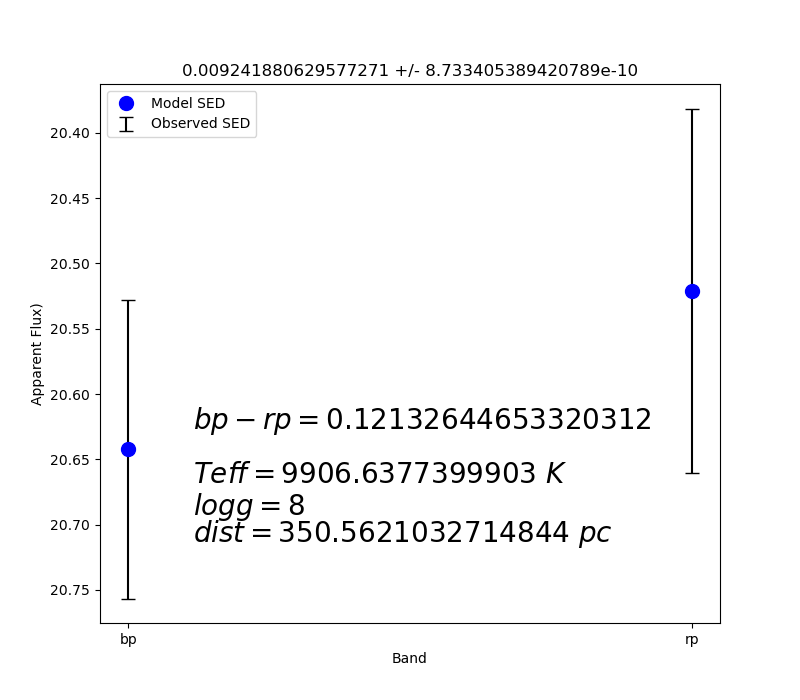 0.009241880629577271 +/- 8.733405389420789e-10
Model SED
Observed SED
20.40
20.45
20.50
20.55
20.60
20.65
20.70
20.75
Apparent Flux)
bp − rp = 0.12132644653320312
Teff = 9906.6377399903 K
logg = 8
dist = 350.5621032714844 pc
bp
rp
Band